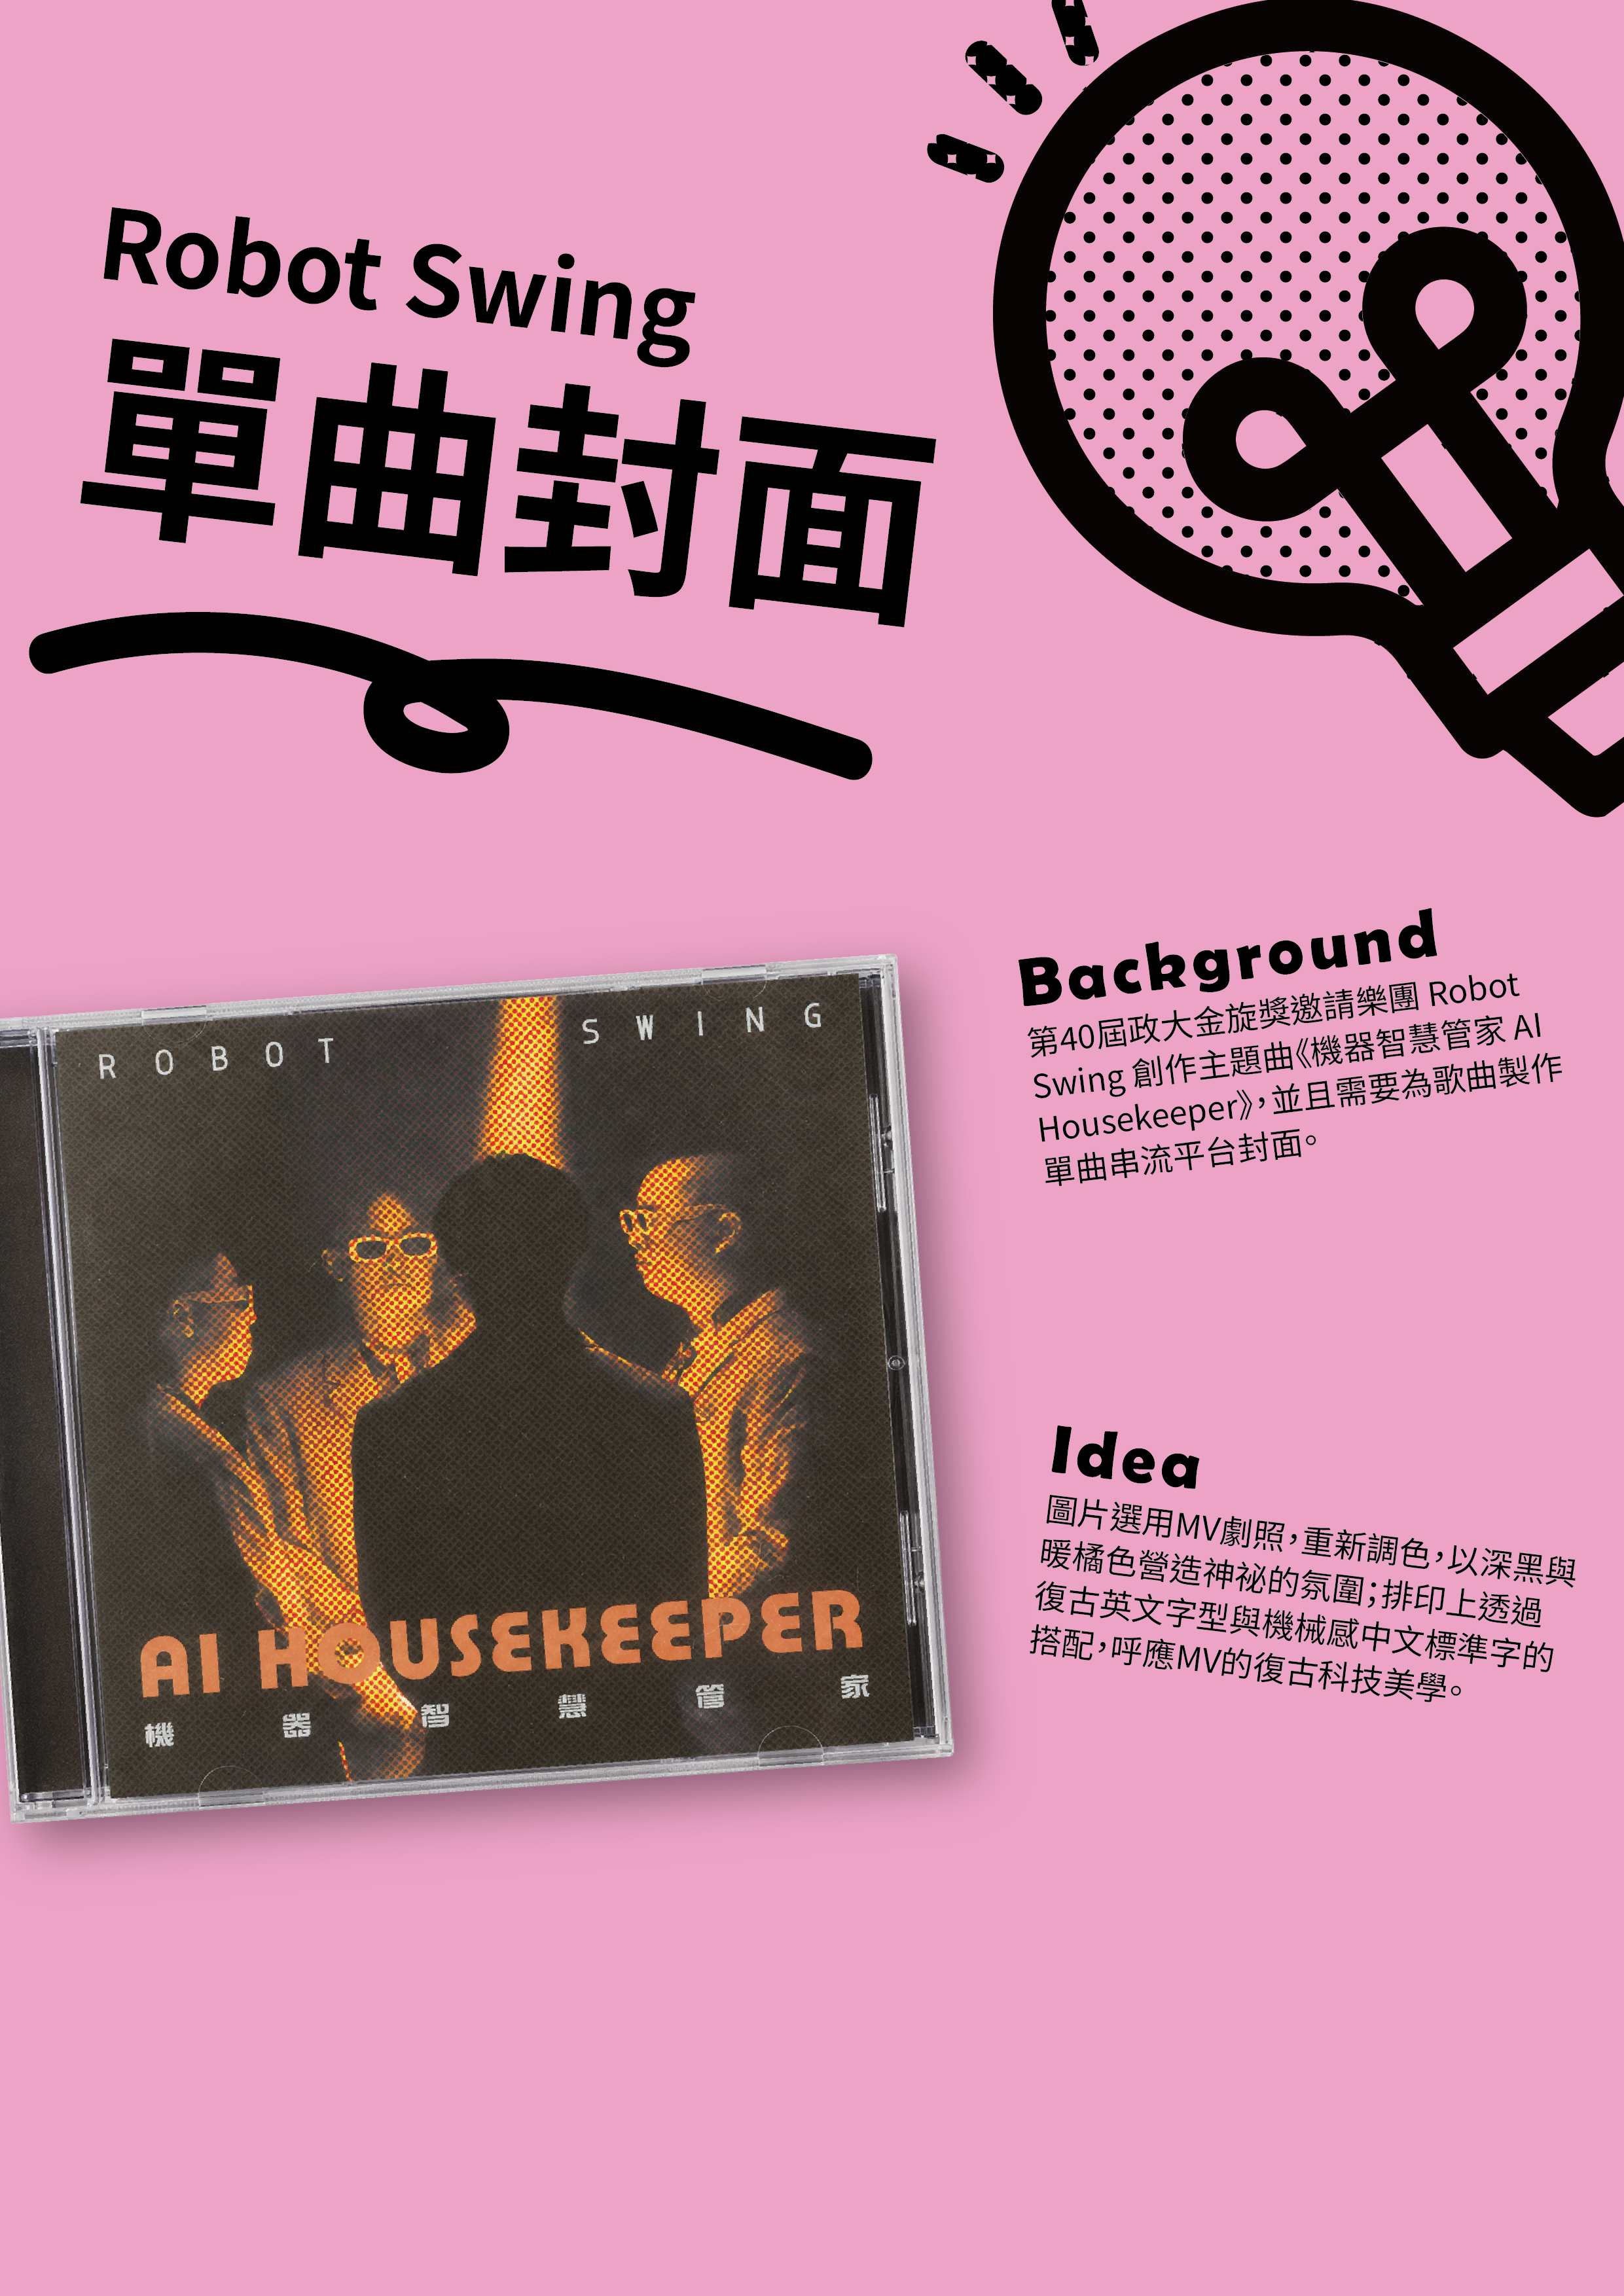 Robot Swing
單曲封面
Background
第40屆政大金旋獎邀請樂團 Robot
Swing 創作主題曲《機器智慧管家 AI
Housekeeper》，並且需要為歌曲製作
單曲串流平台封面。
ROBOT SWING
AI HOUSEKEEPER
機器智慧管家
Idea
圖片選用MV劇照，重新調色，以深黑與
暖橘色營造神祕的氛圍；排印上透過
復古英文字型與機械感中文標準字的
搭配，呼應MV的復古科技美學。